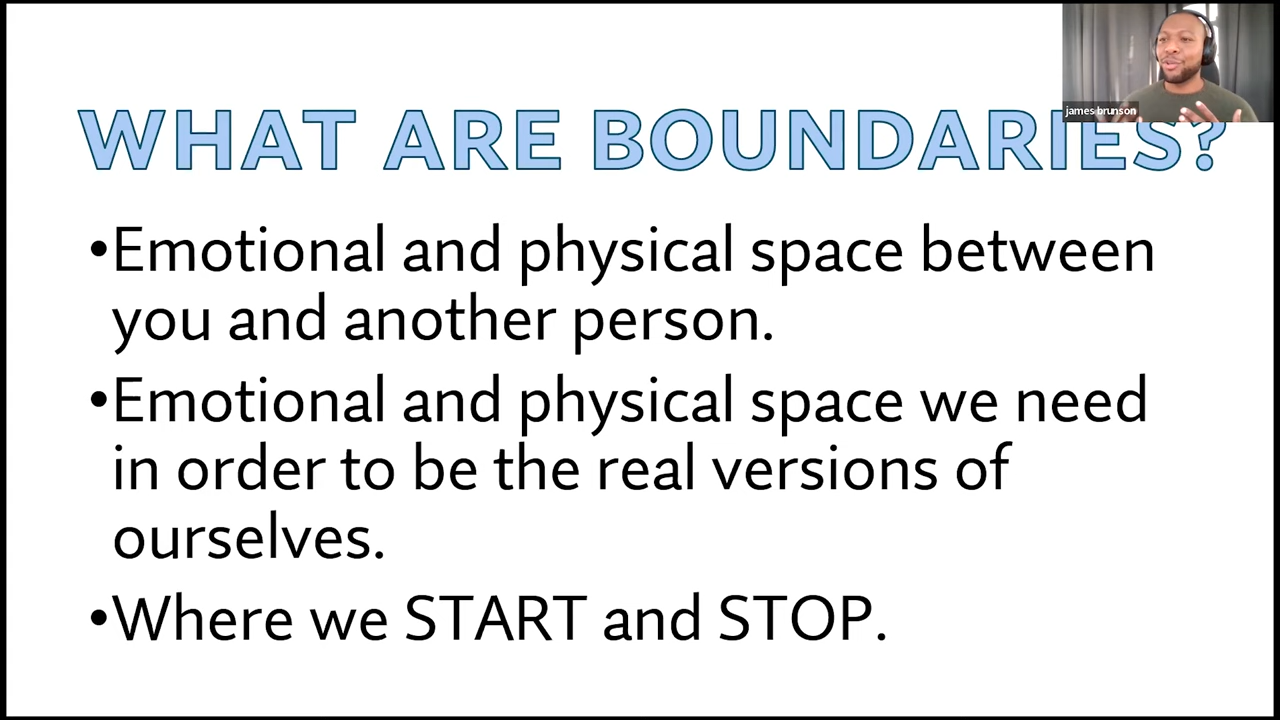 james brunson
WHAT ARE BOUNDARIES?
•Emotional and physical space between
you and another person.
•Emotional and physical space we need
in order to be the real versions of
ourselves.
•Where we START and STOP.